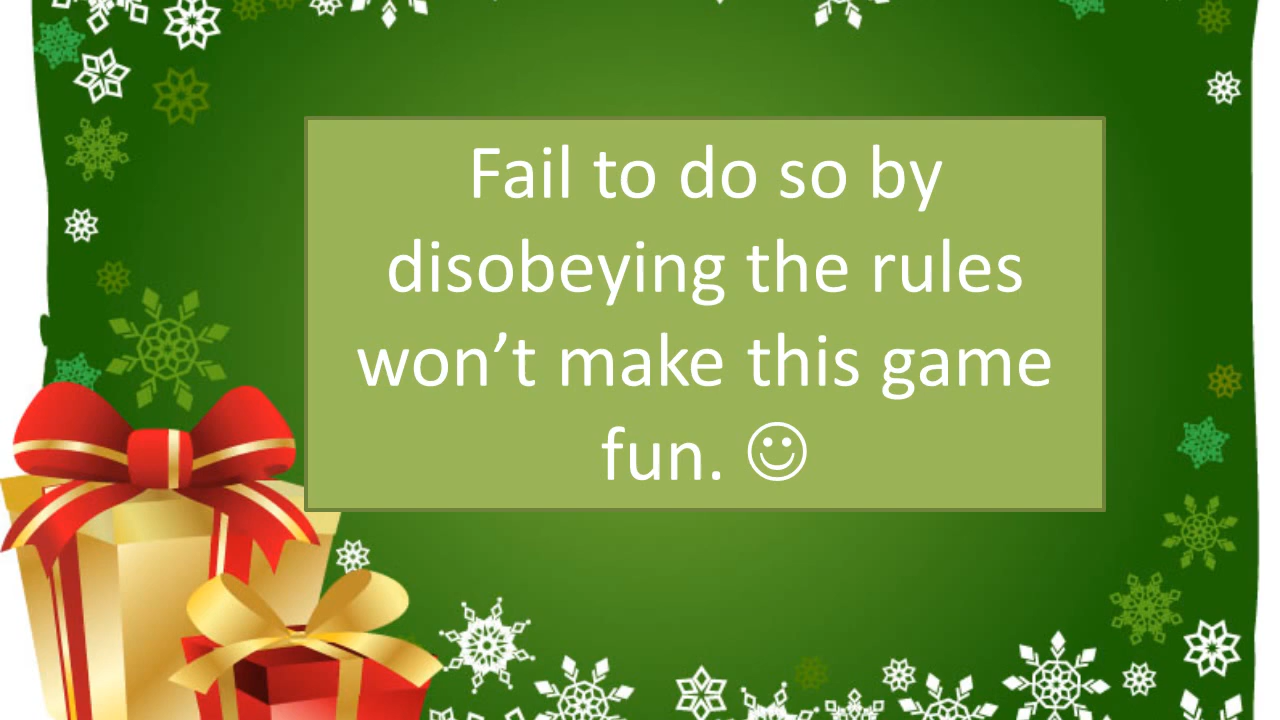 Fail to do so by
disobeying the rules
won’t make this game
fun. ☺